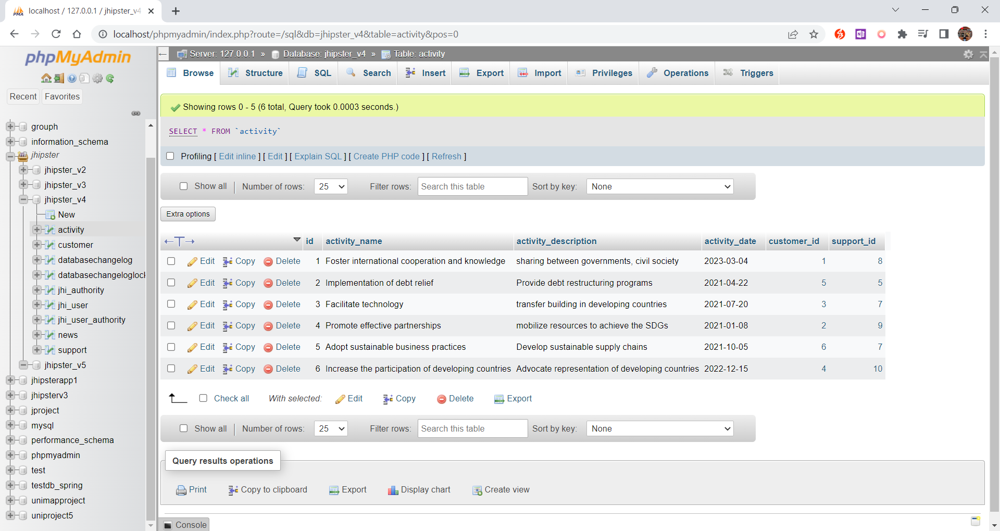 localhost / 127.0.0.1 / jhipster_v4
localhost/phpmyadmin/index.php?route=/sql&db=jhipster_v4&table=activity&pos=0
phpMyAdmin
Recent Favorites
grouph
information_schema
jhipster
jhipster_v2
jhipster_v3
jhipster_v4
New
activity
customer
databasechangelog
databasechangelogloc
jhi_authority
jhi_user
jhi_user_authority
news
support
jhipster_v5
jhipsterapp1
jhipsterv3
jproject
mysql
performance_schema
phpmyadmin
test
testdb_spring
unimapproject
uniproject5
Server: 127.0.0.1 » Database: jhipster_v4 » Table: activity
Browse Structure SQL Search Insert Export Import Privileges Operations Triggers
Showing rows 0 - 5 (6 total, Query took 0.0003 seconds.)
SELECT * FROM `activity`
Profiling [ Edit inline ] [ Edit ] [ Explain SQL ] [ Create PHP code ] [ Refresh ]
Show all | Number of rows: 25 Filter rows: Search this table Sort by key: None
Extra options
id activity_name activity_description activity_date customer_id support_id
Edit Copy Delete 1 Foster international cooperation and knowledge sharing between governments, civil society 2023-03-04 1 8
Edit Copy Delete 2 Implementation of debt relief Provide debt restructuring programs 2021-04-22 5 5
Edit Copy Delete 3 Facilitate technology transfer building in developing countries 2021-07-20 3 7
Edit Copy Delete 4 Promote effective partnerships mobilize resources to achieve the SDGs 2021-01-08 2 9
Edit Copy Delete 5 Adopt sustainable business practices Develop sustainable supply chains 2021-10-05 6 7
Edit Copy Delete 6 Increase the participation of developing countries Advocate representation of developing countries 2022-12-15 4 10
Check all With selected: Edit Copy Delete Export
Show all | Number of rows: 25 Filter rows: Search this table Sort by key: None
Query results operations
Print Copy to clipboard Export Display chart Create view
Console